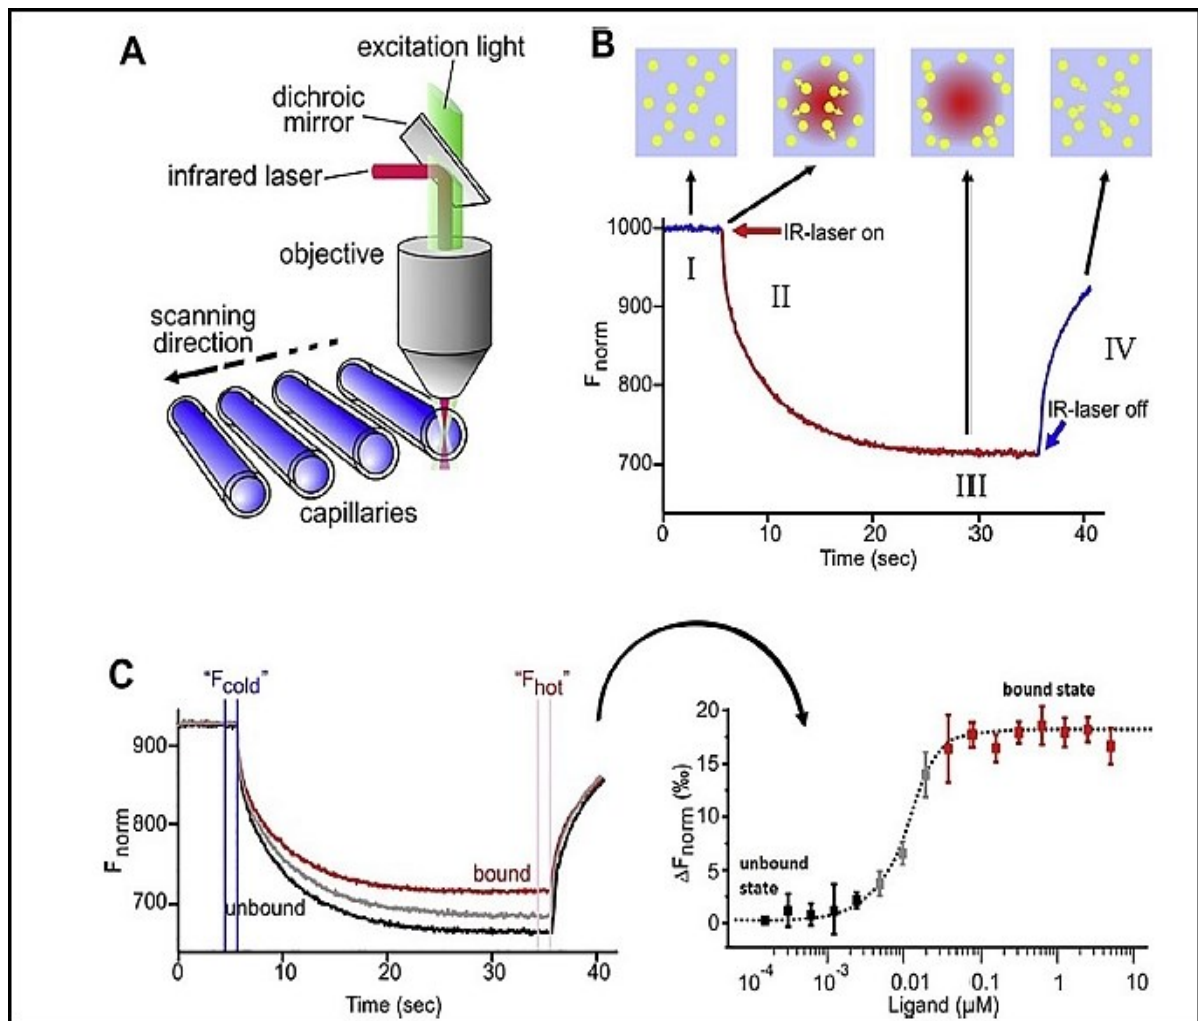 A
excitation light
dichroic
mirror
infrared laser
objective
scanning
direction
capillaries
B
1000
900
800
700
F norm
I
II
III
IV
IR-laser on
IR-laser off
0
10
20
30
40
Time (sec)
C
"F cold"
"F hot"
900
800
700
F norm
bound
unbound
0
10
20
30
40
Time (sec)
20
15
10
5
0
ΔF norm (‰)
bound state
unbound
state
10⁻⁴
10⁻³
0.01
0.1
1
10
Ligand (µM)